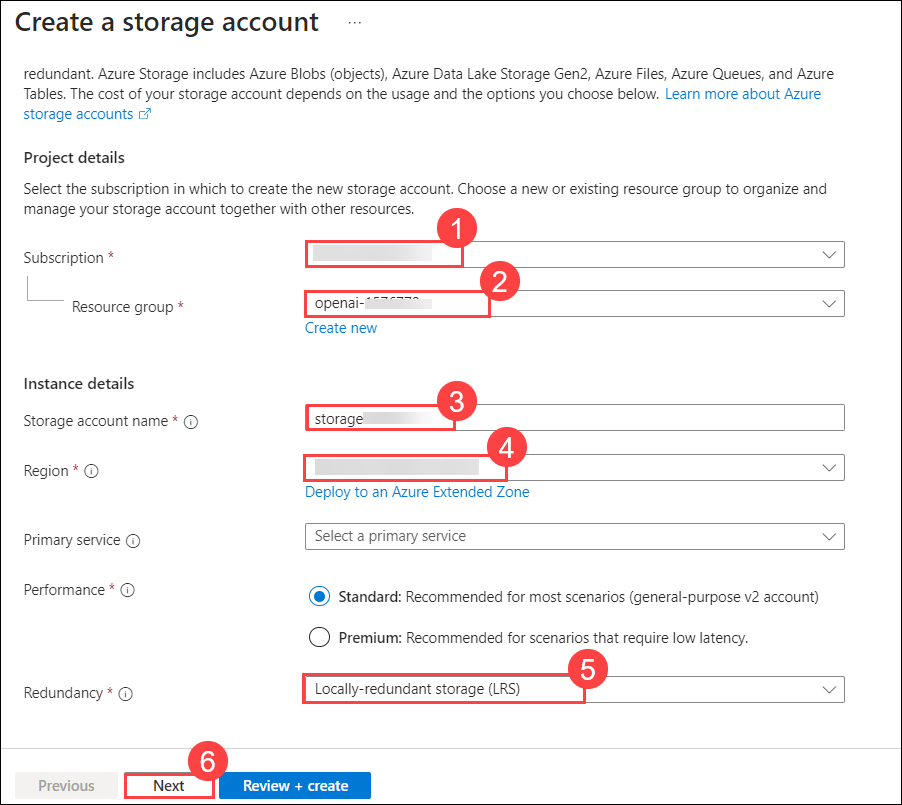 Create a storage account ...
redundant. Azure Storage includes Azure Blobs (objects), Azure Data Lake Storage Gen2, Azure Files, Azure Queues, and Azure
Tables. The cost of your storage account depends on the usage and the options you choose below. Learn more about Azure
storage accounts
Project details
Select the subscription in which to create the new storage account. Choose a new or existing resource group to organize and
manage your storage account together with other resources.
1
Subscription *
2
Resource group * openai-
Create new
Instance details
3
Storage account name * storage
4
Region *
Deploy to an Azure Extended Zone
Primary service Select a primary service
Performance * Standard: Recommended for most scenarios (general-purpose v2 account)
Premium: Recommended for scenarios that require low latency.
5
Redundancy * Locally-redundant storage (LRS)
6
Previous Next Review + create